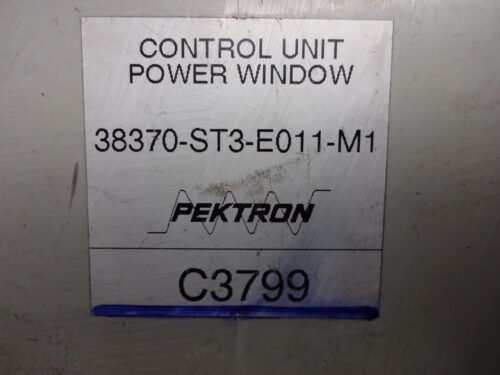 CONTROL UNIT
POWER WINDOW
38370-ST3-E011-M1
PEKTRON
C3799